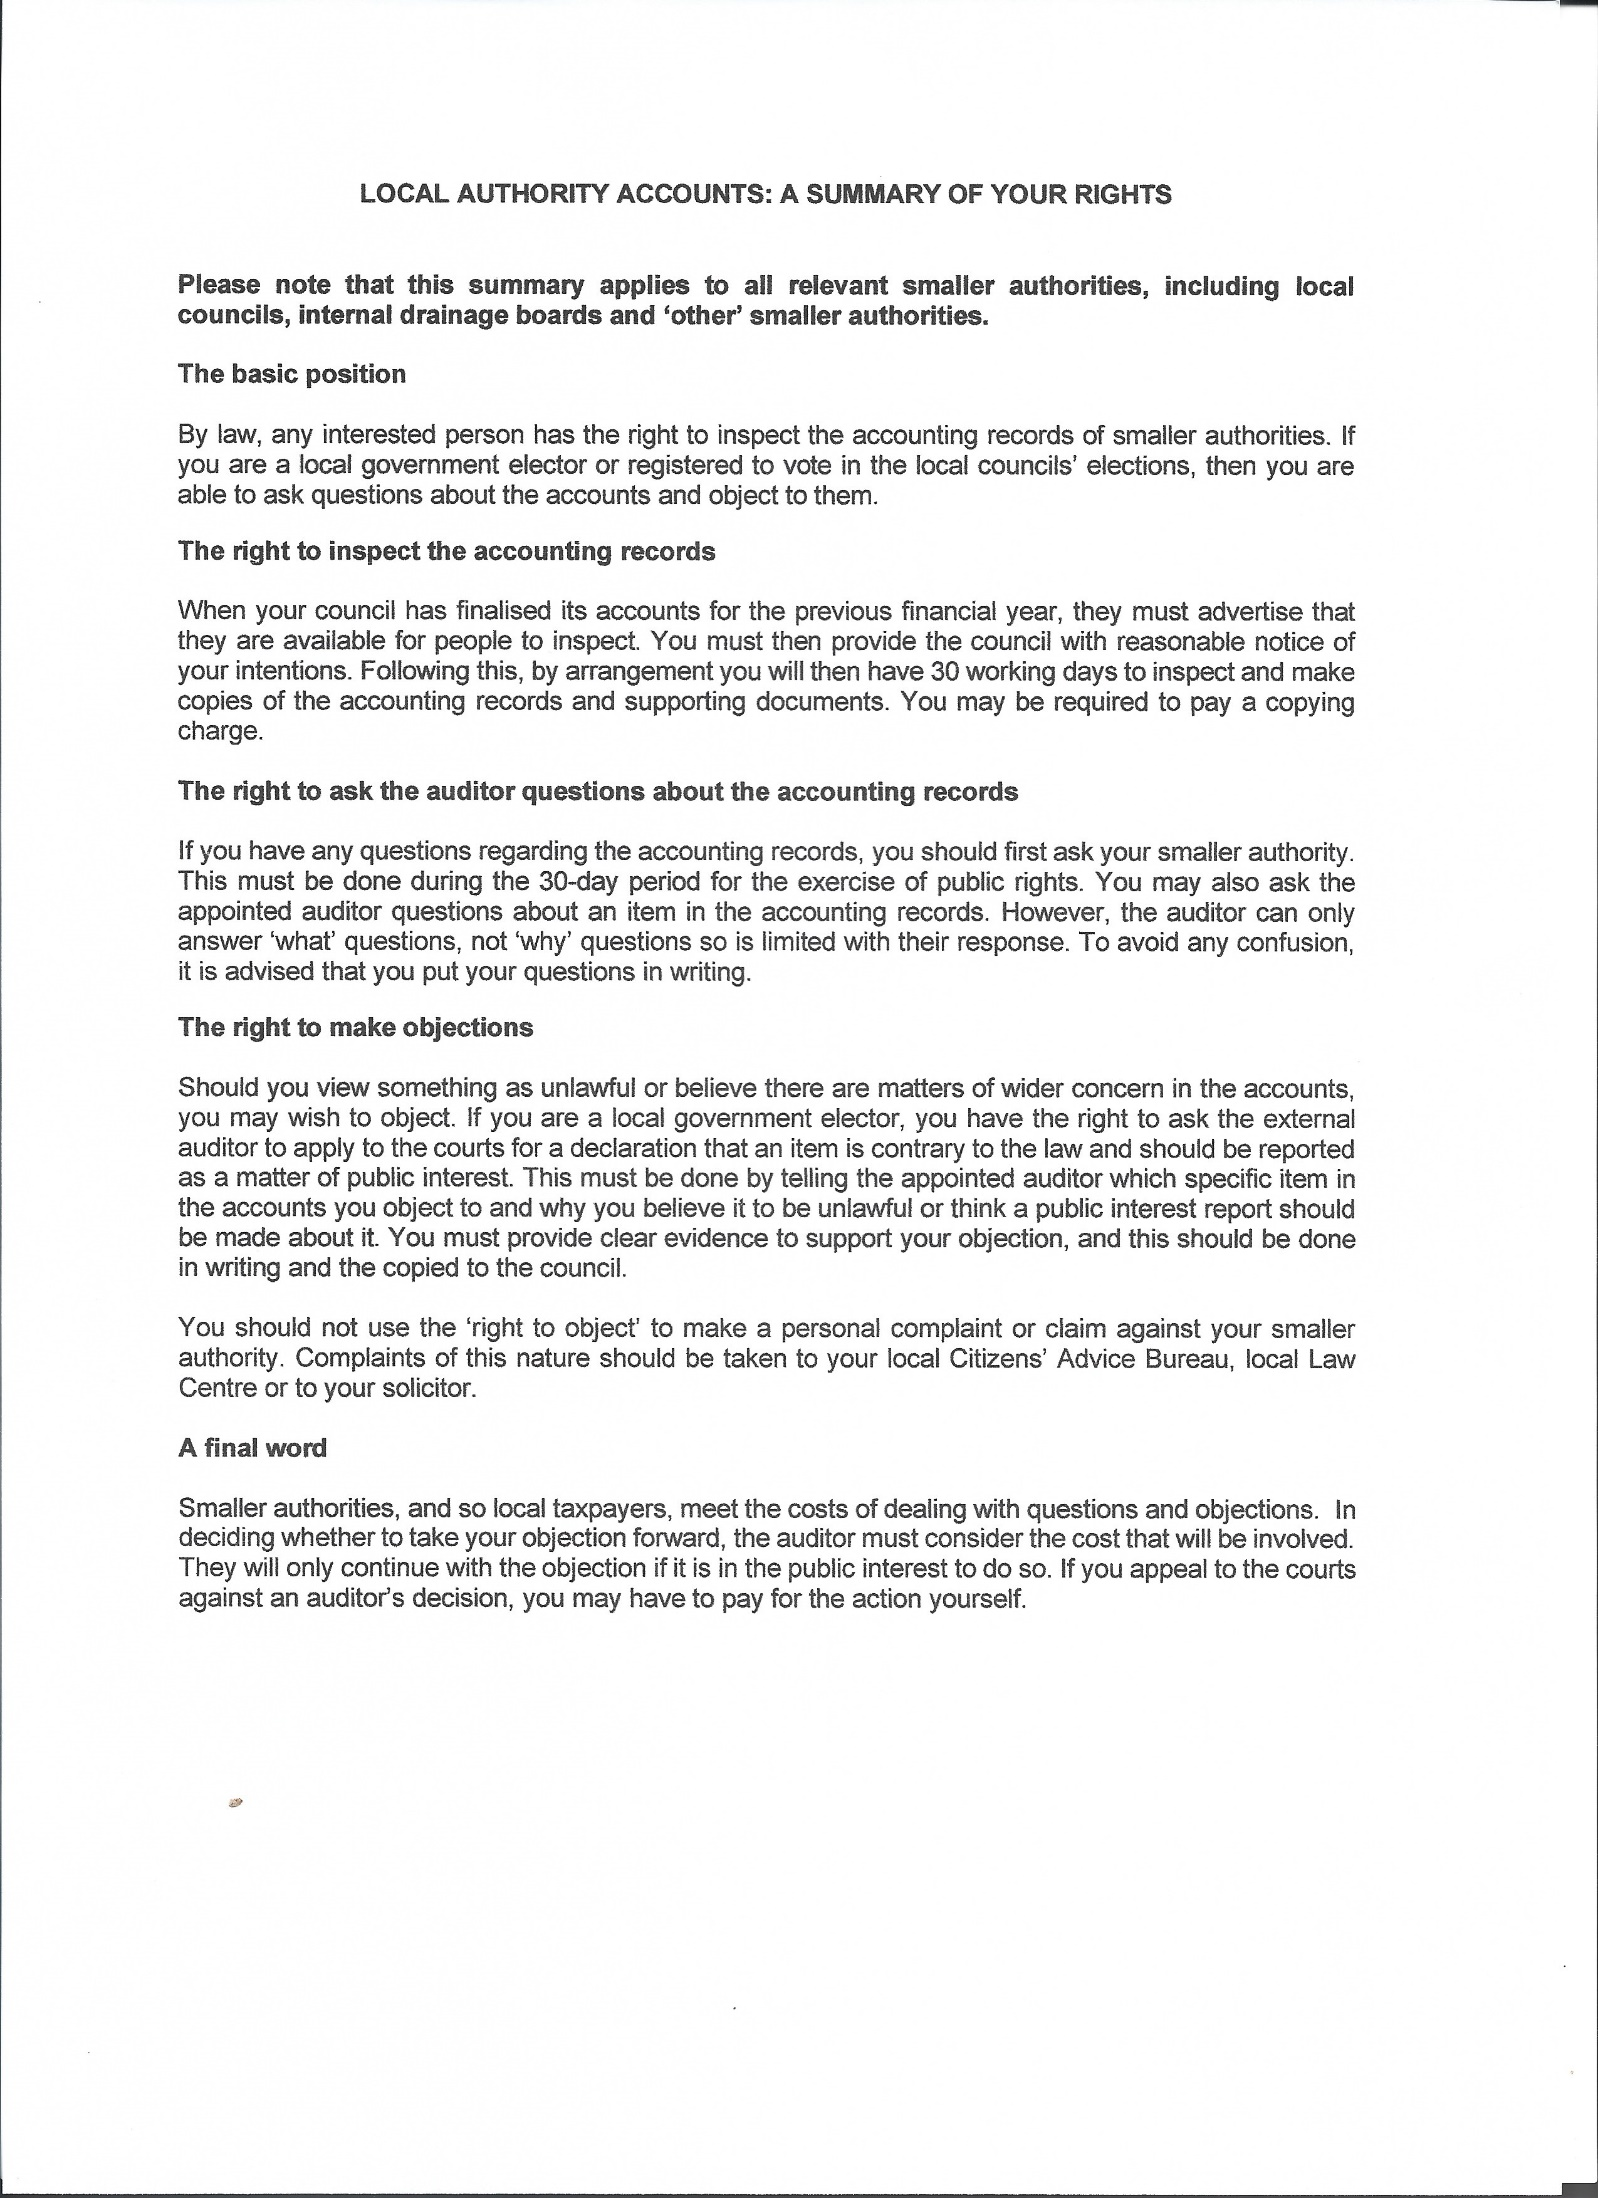 LOCAL AUTHORITY ACCOUNTS: A SUMMARY OF YOUR RIGHTS
Please note that this summary applies to all relevant smaller authorities, including local
councils, internal drainage boards and ‘other’ smaller authorities.
The basic position
By law, any interested person has the right to inspect the accounting records of smaller authorities. If
you are a local government elector or registered to vote in the local councils’ elections, then you are
able to ask questions about the accounts and object to them.
The right to inspect the accounting records
When your council has finalised its accounts for the previous financial year, they must advertise that
they are available for people to inspect. You must then provide the council with reasonable notice of
your intentions. Following this, by arrangement you will then have 30 working days to inspect and make
copies of the accounting records and supporting documents. You may be required to pay a copying
charge.
The right to ask the auditor questions about the accounting records
If you have any questions regarding the accounting records, you should first ask your smaller authority.
This must be done during the 30-day period for the exercise of public rights. You may also ask the
appointed auditor questions about an item in the accounting records. However, the auditor can only
answer ‘what’ questions, not ‘why’ questions so is limited with their response. To avoid any confusion,
it is advised that you put your questions in writing.
The right to make objections
Should you view something as unlawful or believe there are matters of wider concern in the accounts,
you may wish to object. If you are a local government elector, you have the right to ask the external
auditor to apply to the courts for a declaration that an item is contrary to the law and should be reported
as a matter of public interest. This must be done by telling the appointed auditor which specific item in
the accounts you object to and why you believe it to be unlawful or think a public interest report should
be made about it. You must provide clear evidence to support your objection, and this should be done
in writing and the copied to the council.
You should not use the ‘right to object’ to make a personal complaint or claim against your smaller
authority. Complaints of this nature should be taken to your local Citizens’ Advice Bureau, local Law
Centre or to your solicitor.
A final word
Smaller authorities, and so local taxpayers, meet the costs of dealing with questions and objections. In
deciding whether to take your objection forward, the auditor must consider the cost that will be involved.
They will only continue with the objection if it is in the public interest to do so. If you appeal to the courts
against an auditor’s decision, you may have to pay for the action yourself.